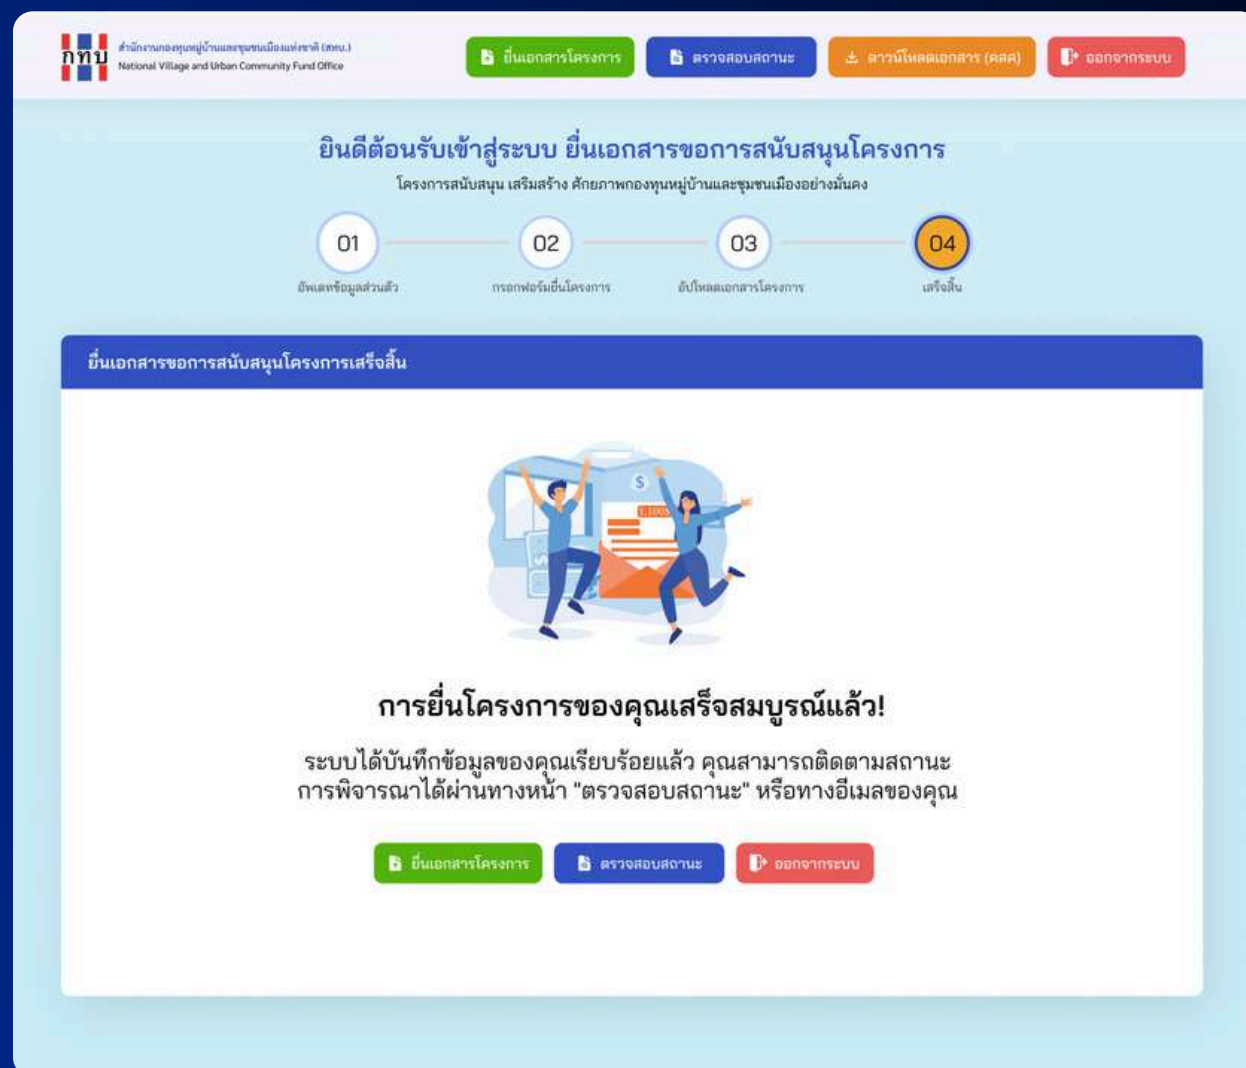 กทบ
สำนักงานกองทุนหมู่บ้านและชุมชนเมืองแห่งชาติ (สทบ.)
National Village and Urban Community Fund Office
ยื่นเอกสารโครงการ
ตรวจสอบสถานะ
ดาวน์โหลดเอกสาร (คสศ)
ออกจากระบบ
ยินดีต้อนรับเข้าสู่ระบบ ยื่นเอกสารขอการสนับสนุนโครงการ
โครงการสนับสนุน เสริมสร้าง ศักยภาพกองทุนหมู่บ้านและชุมชนเมืองอย่างมั่นคง
01
02
03
04
อัพเดทข้อมูลส่วนตัว
กรอกฟอร์มยื่นโครงการ
อัปโหลดเอกสารโครงการ
เสร็จสิ้น
ยื่นเอกสารขอการสนับสนุนโครงการเสร็จสิ้น
$
การยื่นโครงการของคุณเสร็จสมบูรณ์แล้ว!
ระบบได้บันทึกข้อมูลของคุณเรียบร้อยแล้ว คุณสามารถติดตามสถานะ
การพิจารณาได้ผ่านทางหน้า "ตรวจสอบสถานะ" หรือทางอีเมลของคุณ
ยื่นเอกสารโครงการ
ตรวจสอบสถานะ
ออกจากระบบ